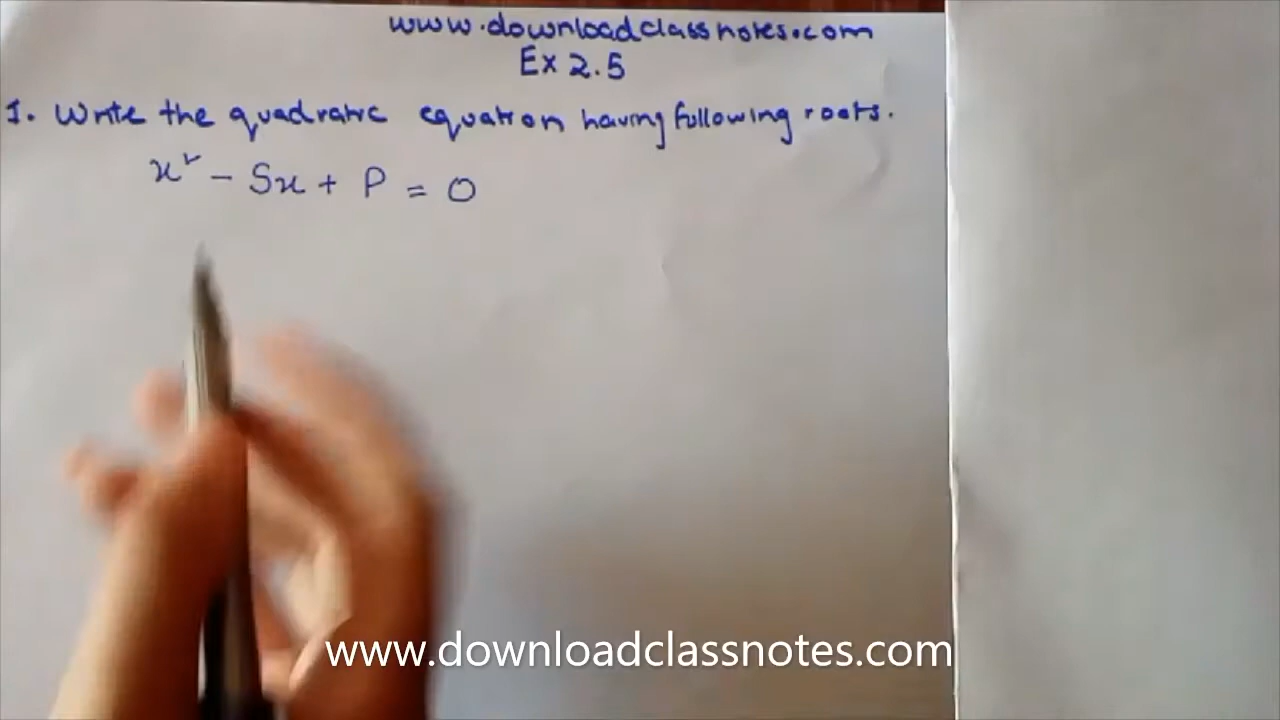 www.downloadclassnotes.com
Ex 2.5
1. Write the quadratic equation having following roots.
x² - Sx + P = 0
www.downloadclassnotes.com